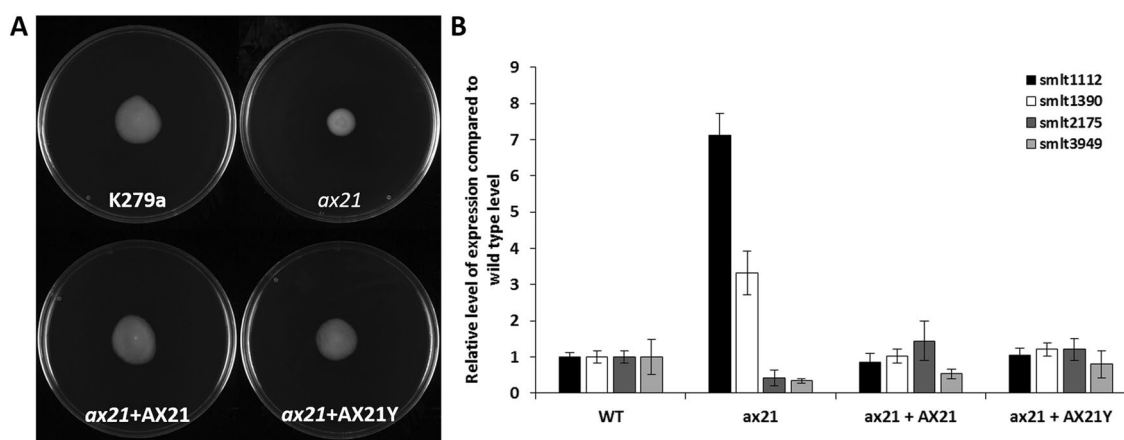 A
K279a
ax21
ax21+AX21
ax21+AX21Y
B
Relative level of expression compared to
wild type level
9
8
7
6
5
4
3
2
1
0
WT
ax21
ax21 + AX21
ax21 + AX21Y
smlt1112
smlt1390
smlt2175
smlt3949